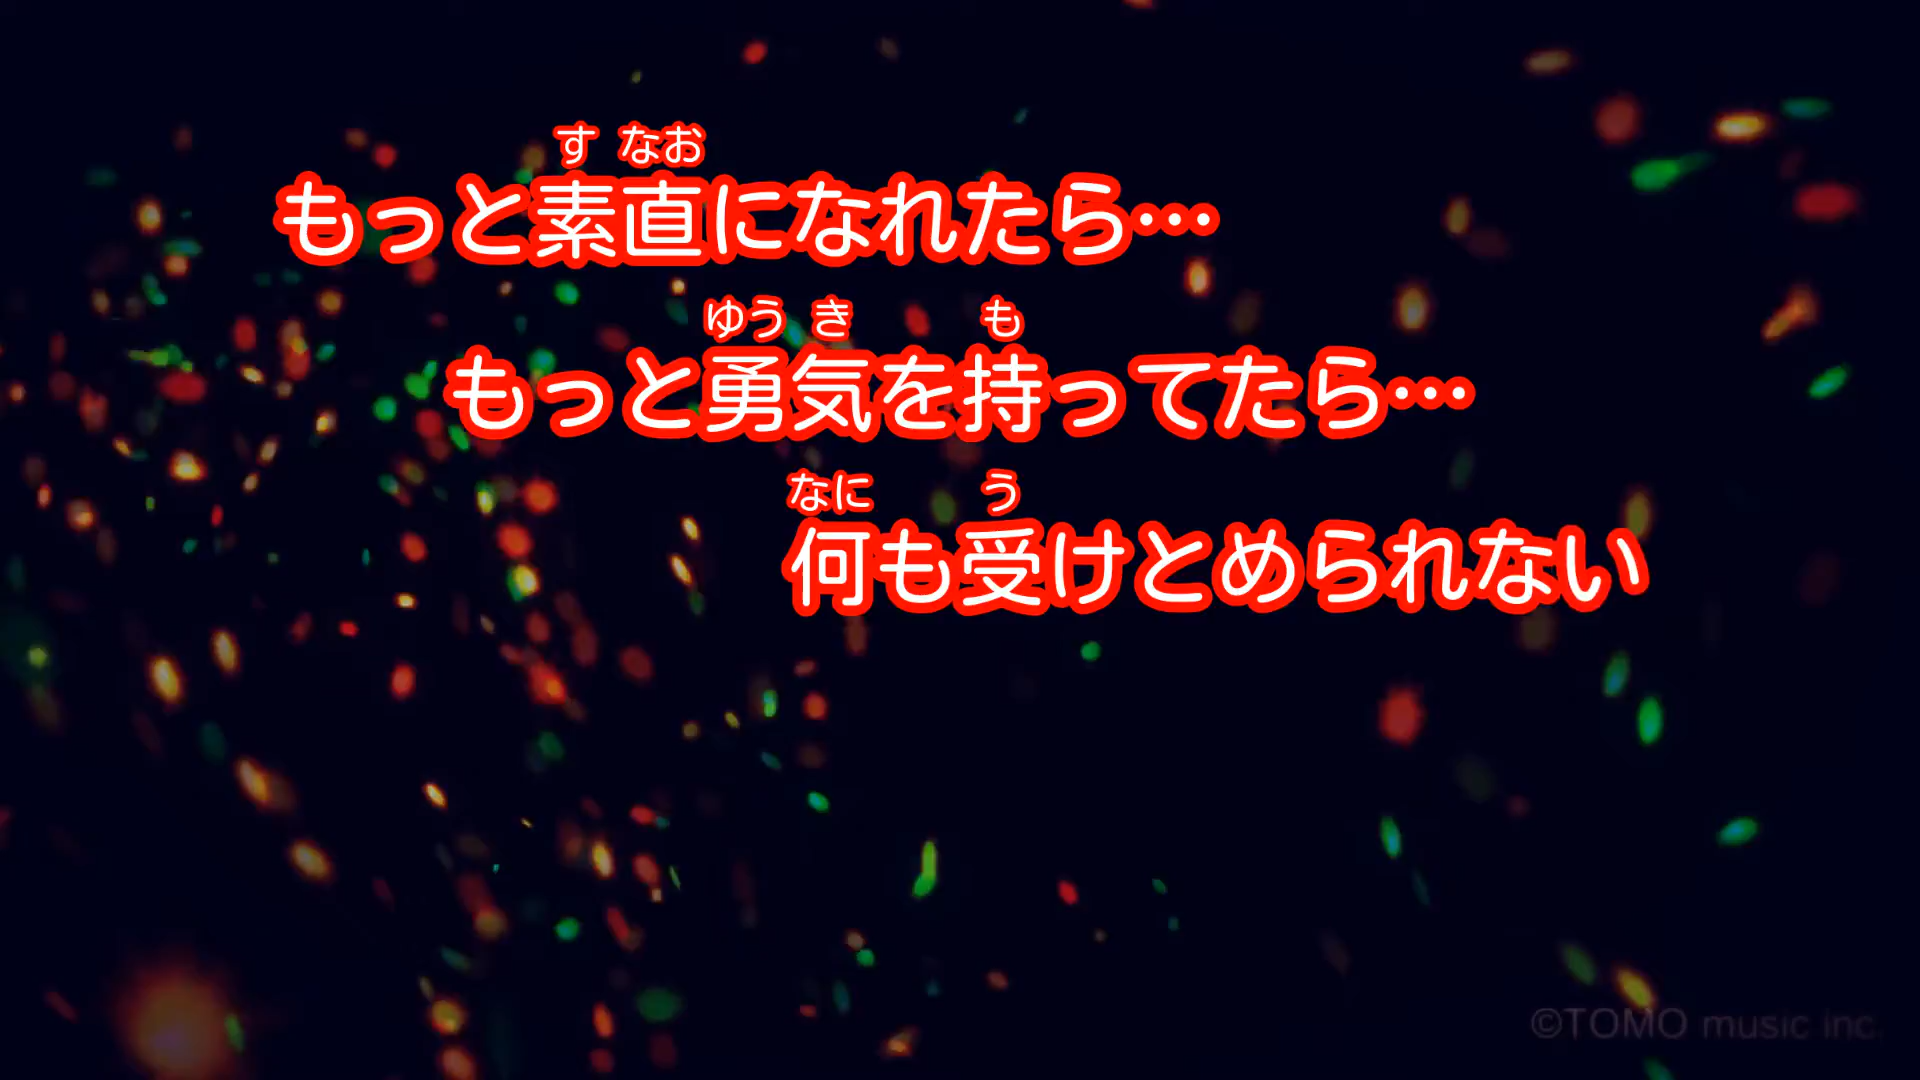 す なお
もっと素直になれたら…
ゆう き も
もっと勇気を持ってたら…
なに う
何も受けとめられない
©TOMO music inc.